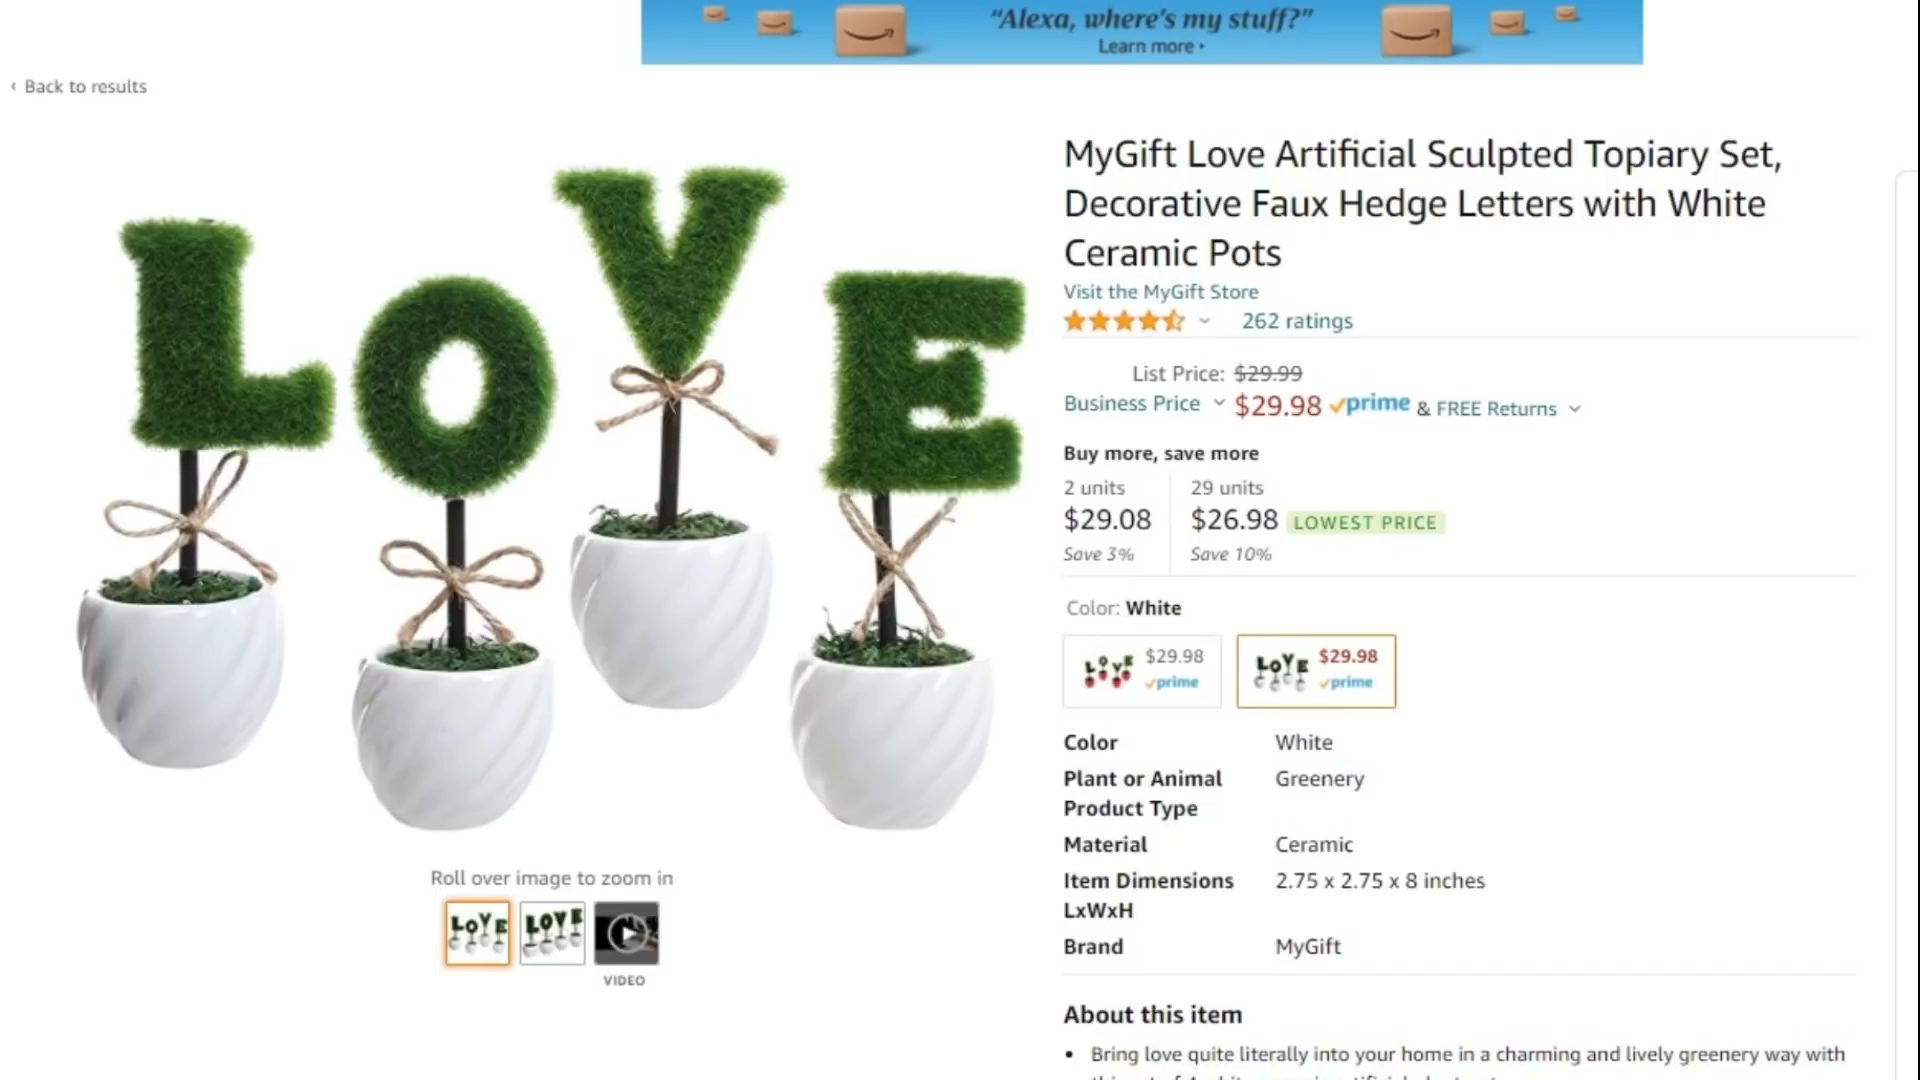 “Alexa, where’s my stuff?”
Learn more ▸
‹ Back to results
LOVE
MyGift Love Artificial Sculpted Topiary Set,
Decorative Faux Hedge Letters with White
Ceramic Pots
Visit the MyGift Store
262 ratings
List Price: $29.99
Business Price $29.98 prime & FREE Returns
Buy more, save more
2 units 29 units
$29.08 $26.98 LOWEST PRICE
Save 3% Save 10%
Color: White
LOVE $29.98 prime
LOVE $29.98 prime
Color White
Plant or Animal Greenery
Product Type
Material Ceramic
Item Dimensions 2.75 x 2.75 x 8 inches
LxWxH
Brand MyGift
Roll over image to zoom in
LOVE LOVE
VIDEO
About this item
• Bring love quite literally into your home in a charming and lively greenery way with